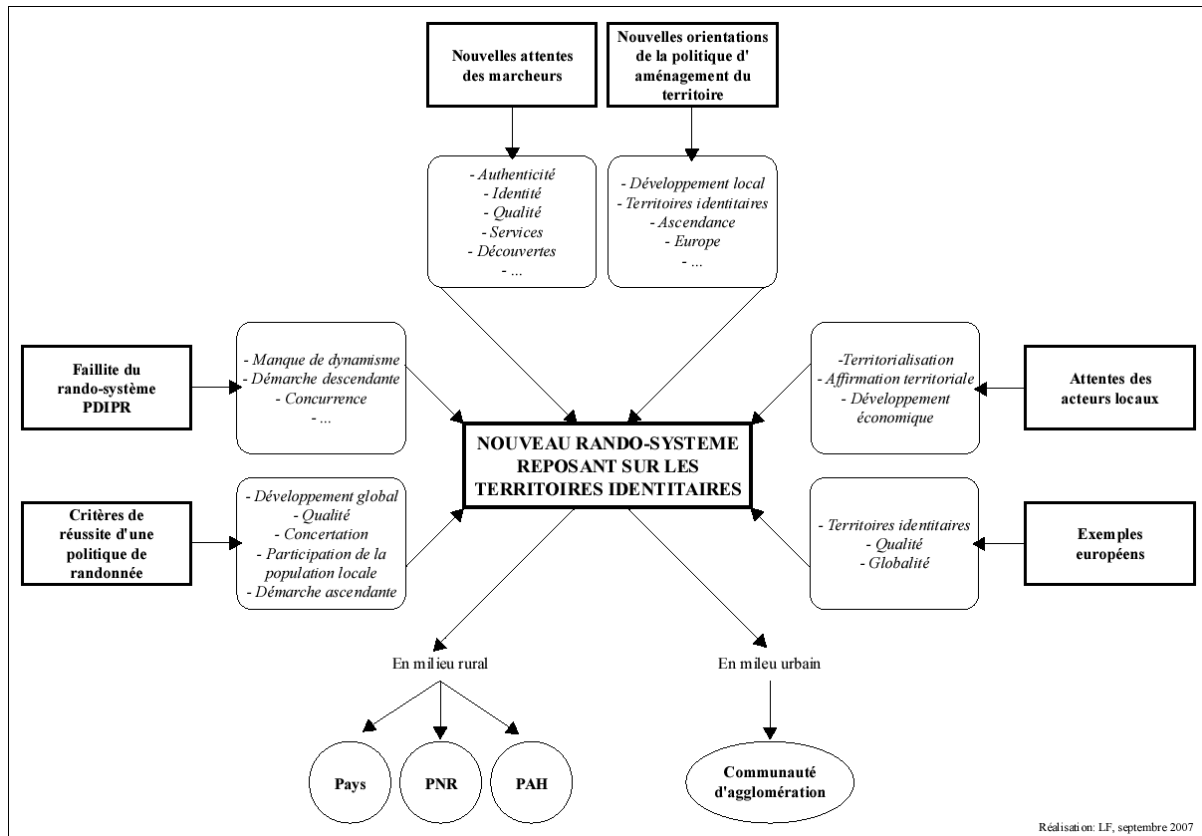 Nouvelles attentes
des marcheurs
Nouvelles orientations
de la politique d'
aménagement du
territoire
- Authenticité
- Identité
- Qualité
- Services
- Découvertes
- ...
- Développement local
- Territoires identitaires
- Ascendance
- Europe
- ...
Faillite du
rando-système
PDIPR
- Manque de dynamisme
- Démarche descendante
- Concurrence
- ...
-Territorialisation
- Affirmation territoriale
- Développement
économique
Attentes des
acteurs locaux
NOUVEAU RANDO-SYSTEME
REPOSANT SUR LES
TERRITOIRES IDENTITAIRES
Critères de
réussite d'une
politique de
randonnée
- Développement global
- Qualité
- Concertation
- Participation de la
population locale
- Démarche ascendante
- Territoires identitaires
- Qualité
- Globalité
Exemples
européens
En milieu rural
En mileu urbain
Pays
PNR
PAH
Communauté
d'agglomération
Réalisation: LF, septembre 2007